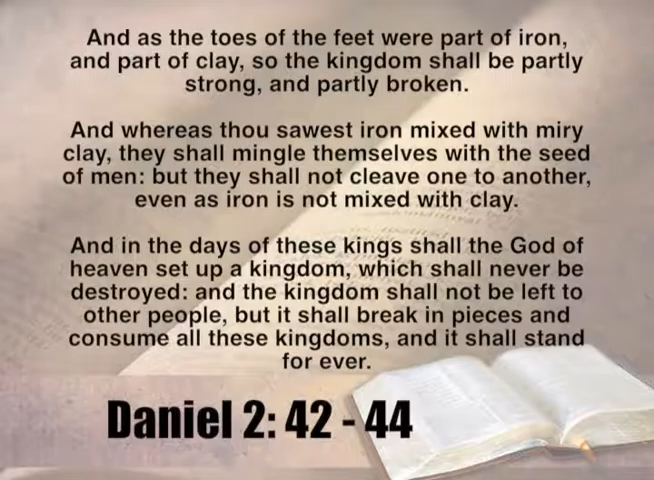 And as the toes of the feet were part of iron,
and part of clay, so the kingdom shall be partly
strong, and partly broken.
And whereas thou sawest iron mixed with miry
clay, they shall mingle themselves with the seed
of men: but they shall not cleave one to another,
even as iron is not mixed with clay.
And in the days of these kings shall the God of
heaven set up a kingdom, which shall never be
destroyed: and the kingdom shall not be left to
other people, but it shall break in pieces and
consume all these kingdoms, and it shall stand
for ever.
Daniel 2: 42 - 44